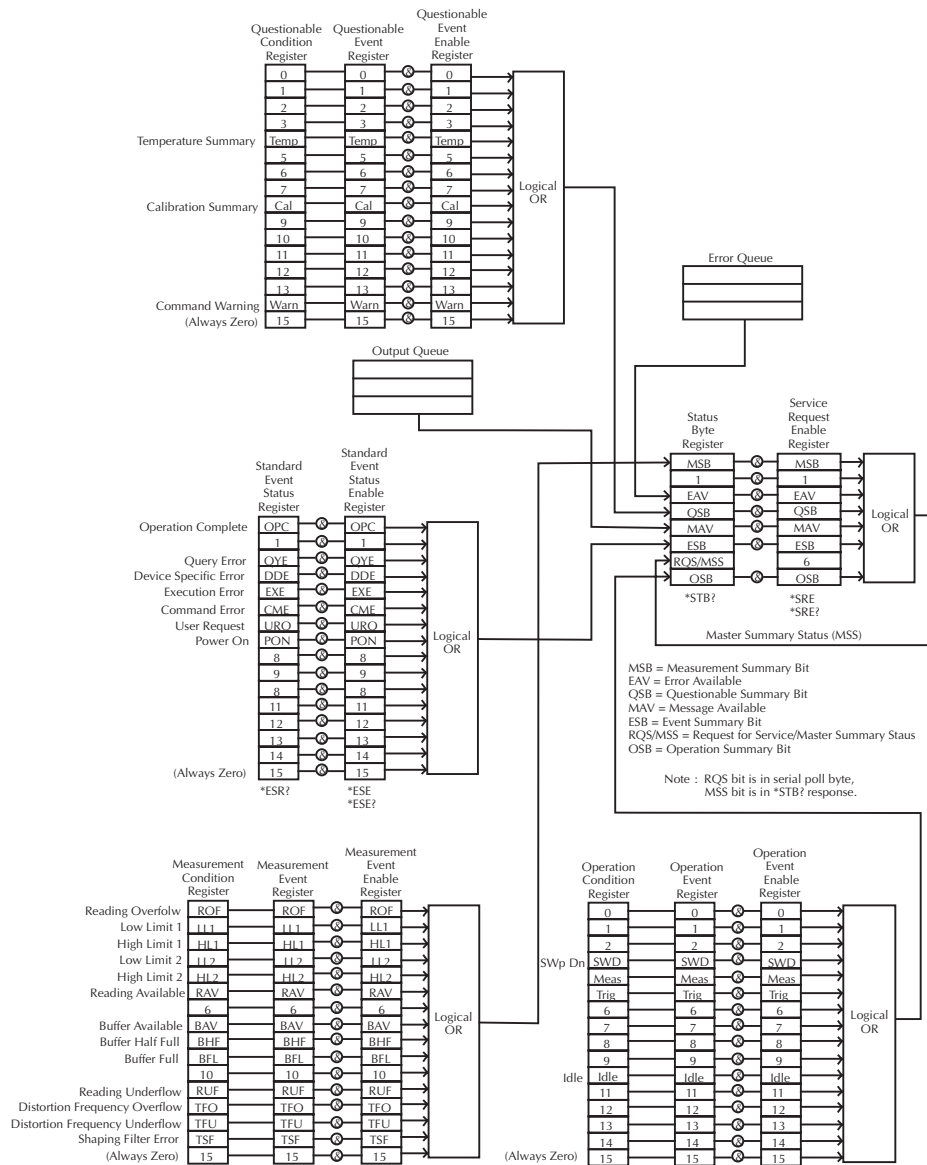 Questionable Condition Register
Questionable Event Register
Questionable Event Enable Register
0 0 & 0
1 1 & 1
2 2 & 2
3 3 & 3
Temperature Summary Temp Temp & Temp
5 5 & 5
6 6 & 6
7 7 & 7
Calibration Summary Cal Cal & Cal
9 9 & 9
10 10 & 10
11 11 & 11
12 12 & 12
13 13 & 13
Command Warning Warn Warn & Warn
(Always Zero) 15 15 & 15
Logical OR
Error Queue
Output Queue
Status Byte Register
Service Request Enable Register
MSB & MSB
1 & 1
EAV & EAV
QSB & QSB
MAV & MAV
ESB & ESB
RQS/MSS 6
OSB & OSB
Logical OR
*STB?
*SRE
*SRE?
Master Summary Status (MSS)
MSB = Measurement Summary Bit
EAV = Error Available
QSB = Questionable Summary Bit
MAV = Message Available
ESB = Event Summary Bit
RQS/MSS = Request for Service/Master Summary Staus
OSB = Operation Summary Bit
Note : RQS bit is in serial poll byte,
MSS bit is in *STB? response.
Standard Event Status Register
Standard Event Status Enable Register
Operation Complete OPC & OPC
1 & 1
Query Error QYE & QYE
Device Specific Error DDE & DDE
Execution Error EXE & EXE
Command Error CME & CME
User Request URQ & URQ
Power On PON & PON
8 & 8
9 & 9
8 & 8
11 & 11
12 & 12
13 & 13
14 & 14
(Always Zero) 15 & 15
Logical OR
*ESR?
*ESE
*ESE?
Measurement Condition Register
Measurement Event Register
Measurement Event Enable Register
Reading Overfolw ROF ROF & ROF
Low Limit 1 LL1 LL1 & LL1
High Limit 1 HL1 HL1 & HL1
Low Limit 2 LL2 LL2 & LL2
High Limit 2 HL2 HL2 & HL2
Reading Available RAV RAV & RAV
6 6 & 6
Buffer Available BAV BAV & BAV
Buffer Half Full BHF BHF & BHF
Buffer Full BFL BFL & BFL
10 10 & 10
Reading Underflow RUF RUF & RUF
Distortion Frequency Overflow TFO TFO & TFO
Distortion Frequency Underflow TFU TFU & TFU
Shaping Filter Error TSF TSF & TSF
(Always Zero) 15 15 & 15
Logical OR
Operation Condition Register
Operation Event Register
Operation Event Enable Register
0 0 & 0
1 1 & 1
2 2 & 2
SWp Dn SWD SWD & SWD
Meas Meas & Meas
Trig Trig & Trig
6 6 & 6
7 7 & 7
8 8 & 8
9 9 & 9
Idle Idle Idle & Idle
11 11 & 11
12 12 & 12
13 13 & 13
14 14 & 14
(Always Zero) 15 15 & 15
Logical OR